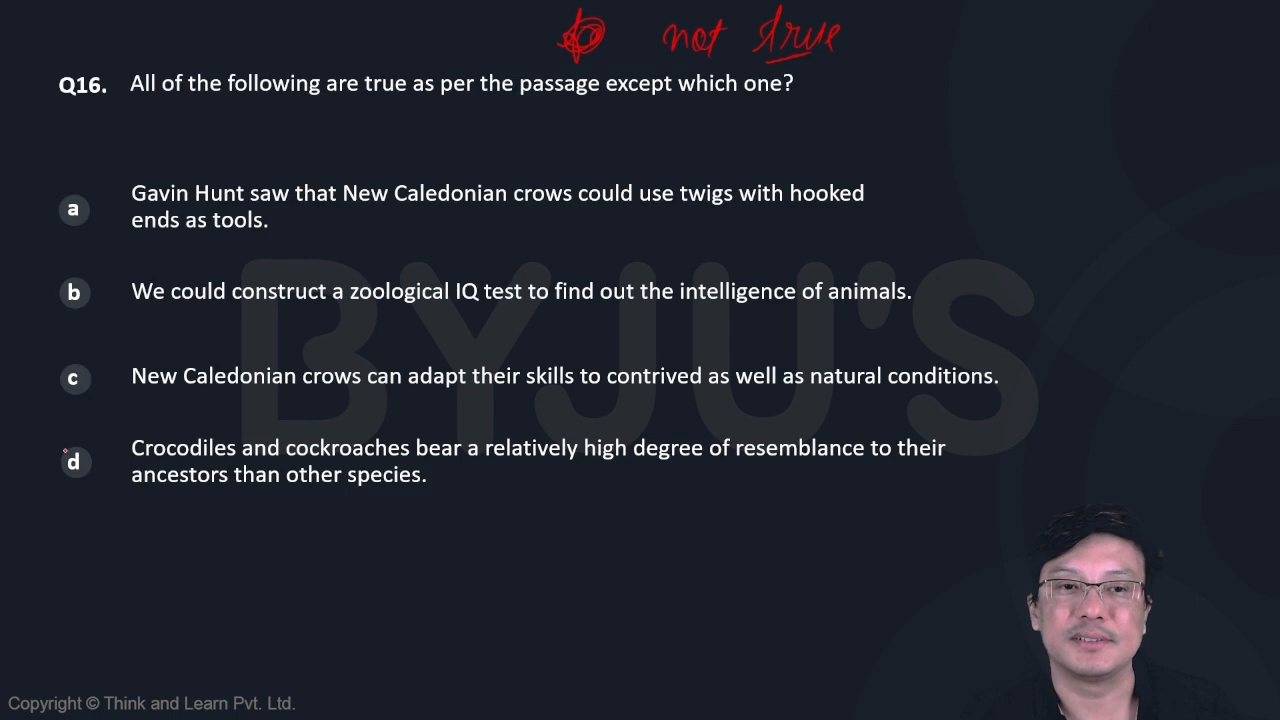 not true
Q16. All of the following are true as per the passage except which one?
a Gavin Hunt saw that New Caledonian crows could use twigs with hooked
ends as tools.
b We could construct a zoological IQ test to find out the intelligence of animals.
c New Caledonian crows can adapt their skills to contrived as well as natural conditions.
d Crocodiles and cockroaches bear a relatively high degree of resemblance to their
ancestors than other species.
BYJU'S
Copyright © Think and Learn Pvt. Ltd.